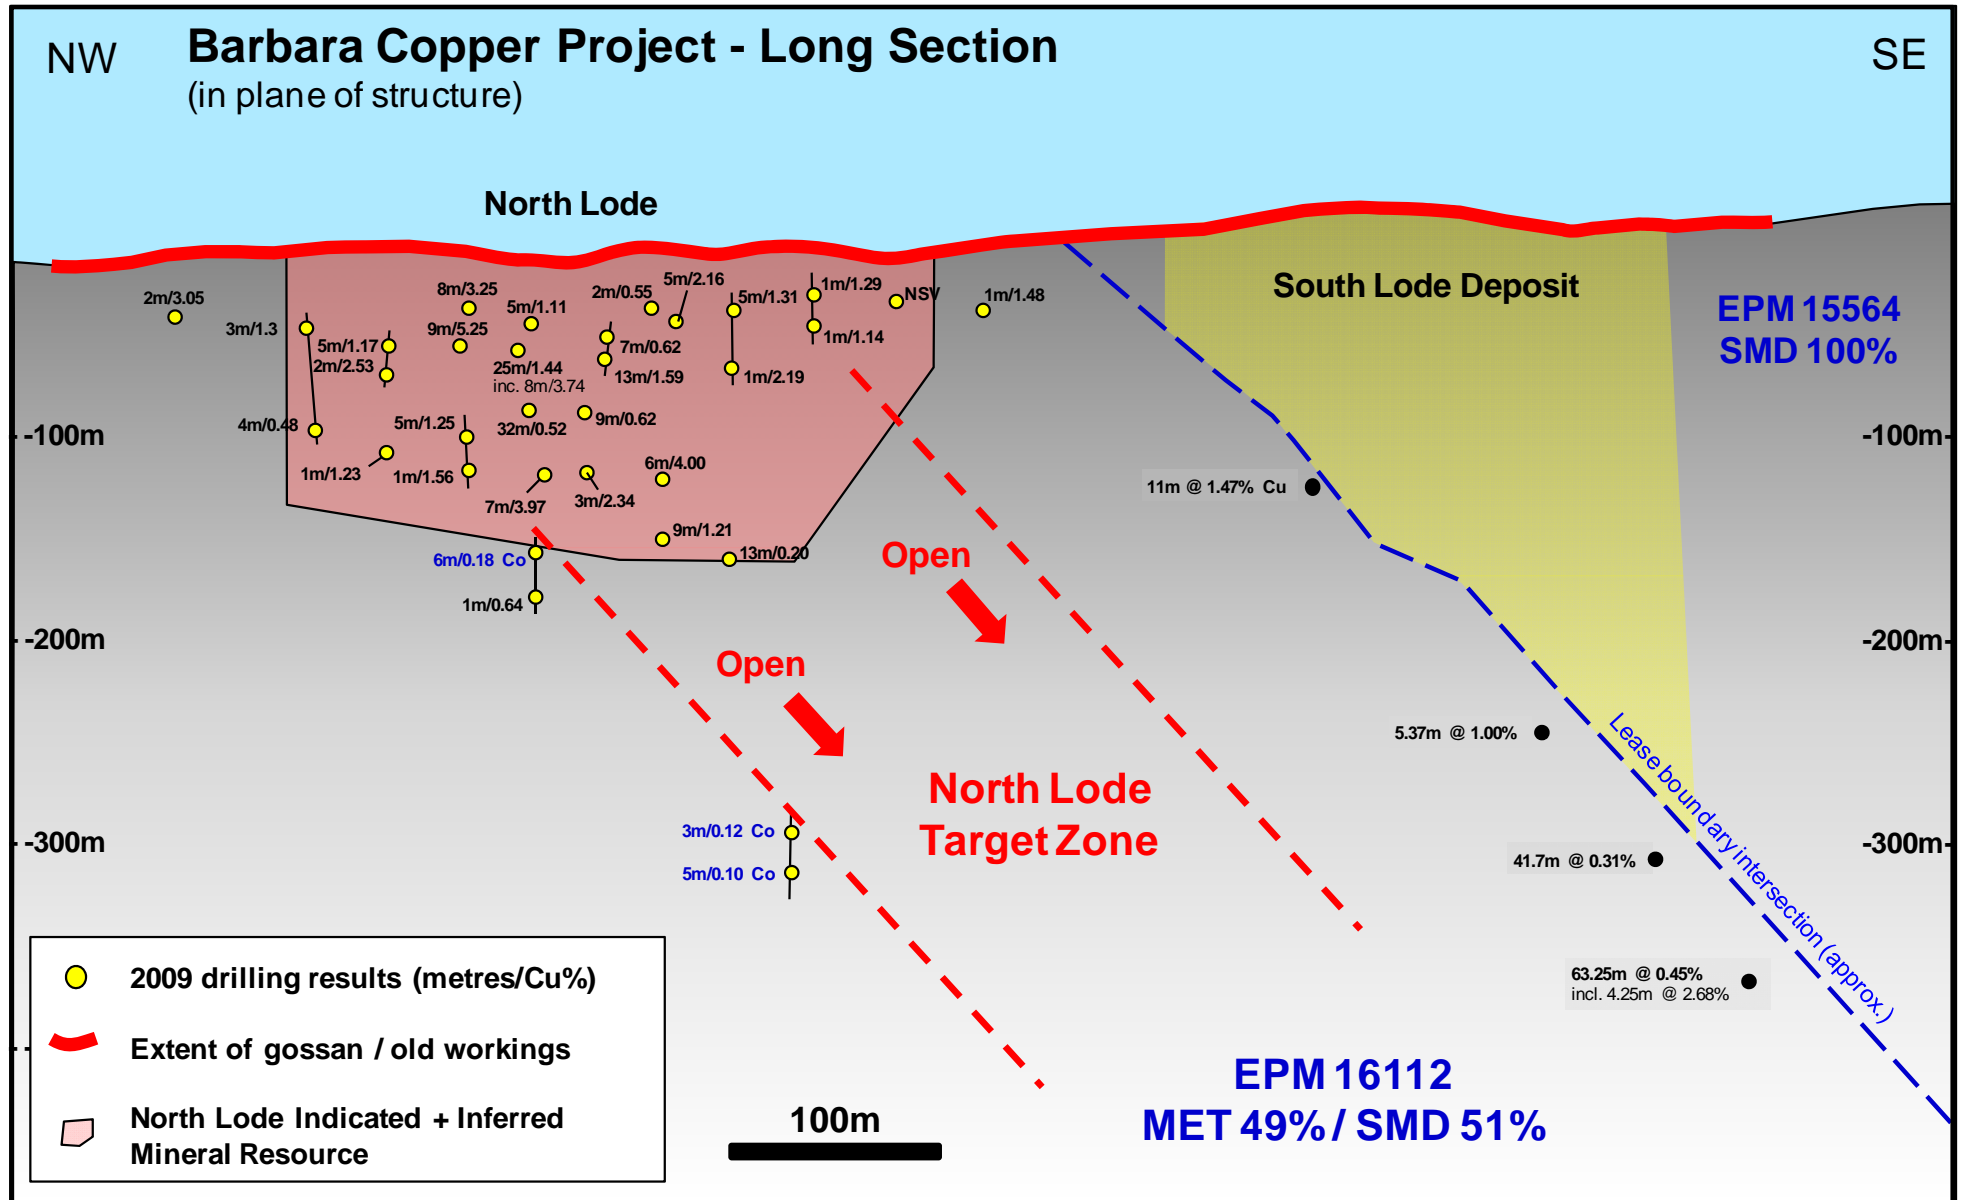 NW
Barbara Copper Project - Long Section
SE
(in plane of structure)
North Lode
South Lode Deposit
EPM 15564
SMD 100%
2m/3.05
3m/1.3
8m/3.25
5m/1.11
2m/0.55
5m/2.16
5m/1.31
1m/1.29
NSV
1m/1.48
5m/1.17
9m/5.25
7m/0.62
1m/1.14
2m/2.53
25m/1.44
inc. 8m/3.74
13m/1.59
1m/2.19
4m/0.48
5m/1.25
32m/0.52
9m/0.62
-100m
-100m
1m/1.23
1m/1.56
7m/3.97
3m/2.34
6m/4.00
11m @ 1.47% Cu
9m/1.21
13m/0.20
6m/0.18 Co
1m/0.64
Open
-200m
-200m
Open
5.37m @ 1.00%
Lease boundary intersection (approx.)
North Lode
Target Zone
3m/0.12 Co
5m/0.10 Co
-300m
-300m
41.7m @ 0.31%
63.25m @ 0.45%
incl. 4.25m @ 2.68%
2009 drilling results (metres/Cu%)
Extent of gossan / old workings
North Lode Indicated + Inferred
Mineral Resource
100m
EPM 16112
MET 49% / SMD 51%